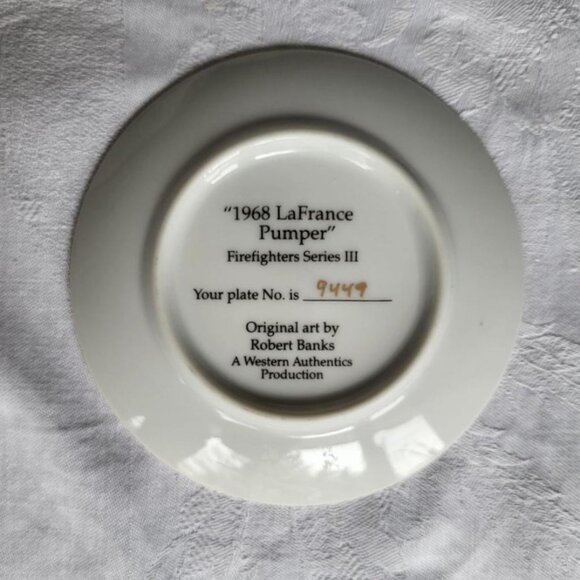 "1968 LaFrance
Pumper"
Firefighters Series III
Your plate No. is 9449
Original art by
Robert Banks
A Western Authentics
Production